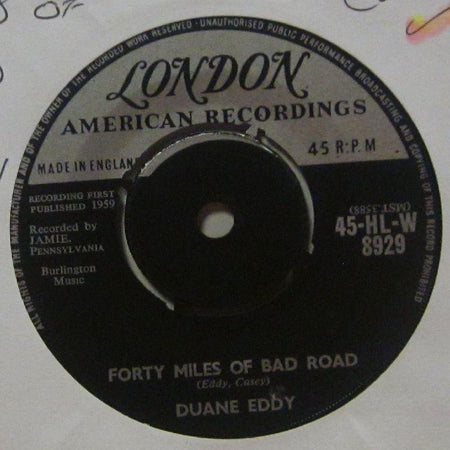 ALL RIGHTS OF THE MANUFACTURER AND OF THE OWNER OF THE RECORDED WORK RESERVED · UNAUTHORISED PUBLIC PERFORMANCE BROADCASTING AND COPYING OF THIS RECORD PROHIBITED
LONDON
AMERICAN RECORDINGS
45 R.P.M
MADE IN ENGLAND
RECORDING FIRST
PUBLISHED 1959
Recorded by
JAMIE,
PENNSYLVANIA
Burlington
Music
(MST.3588)
45-HL-W
8929
FORTY MILES OF BAD ROAD
(Eddy, Casey)
DUANE EDDY